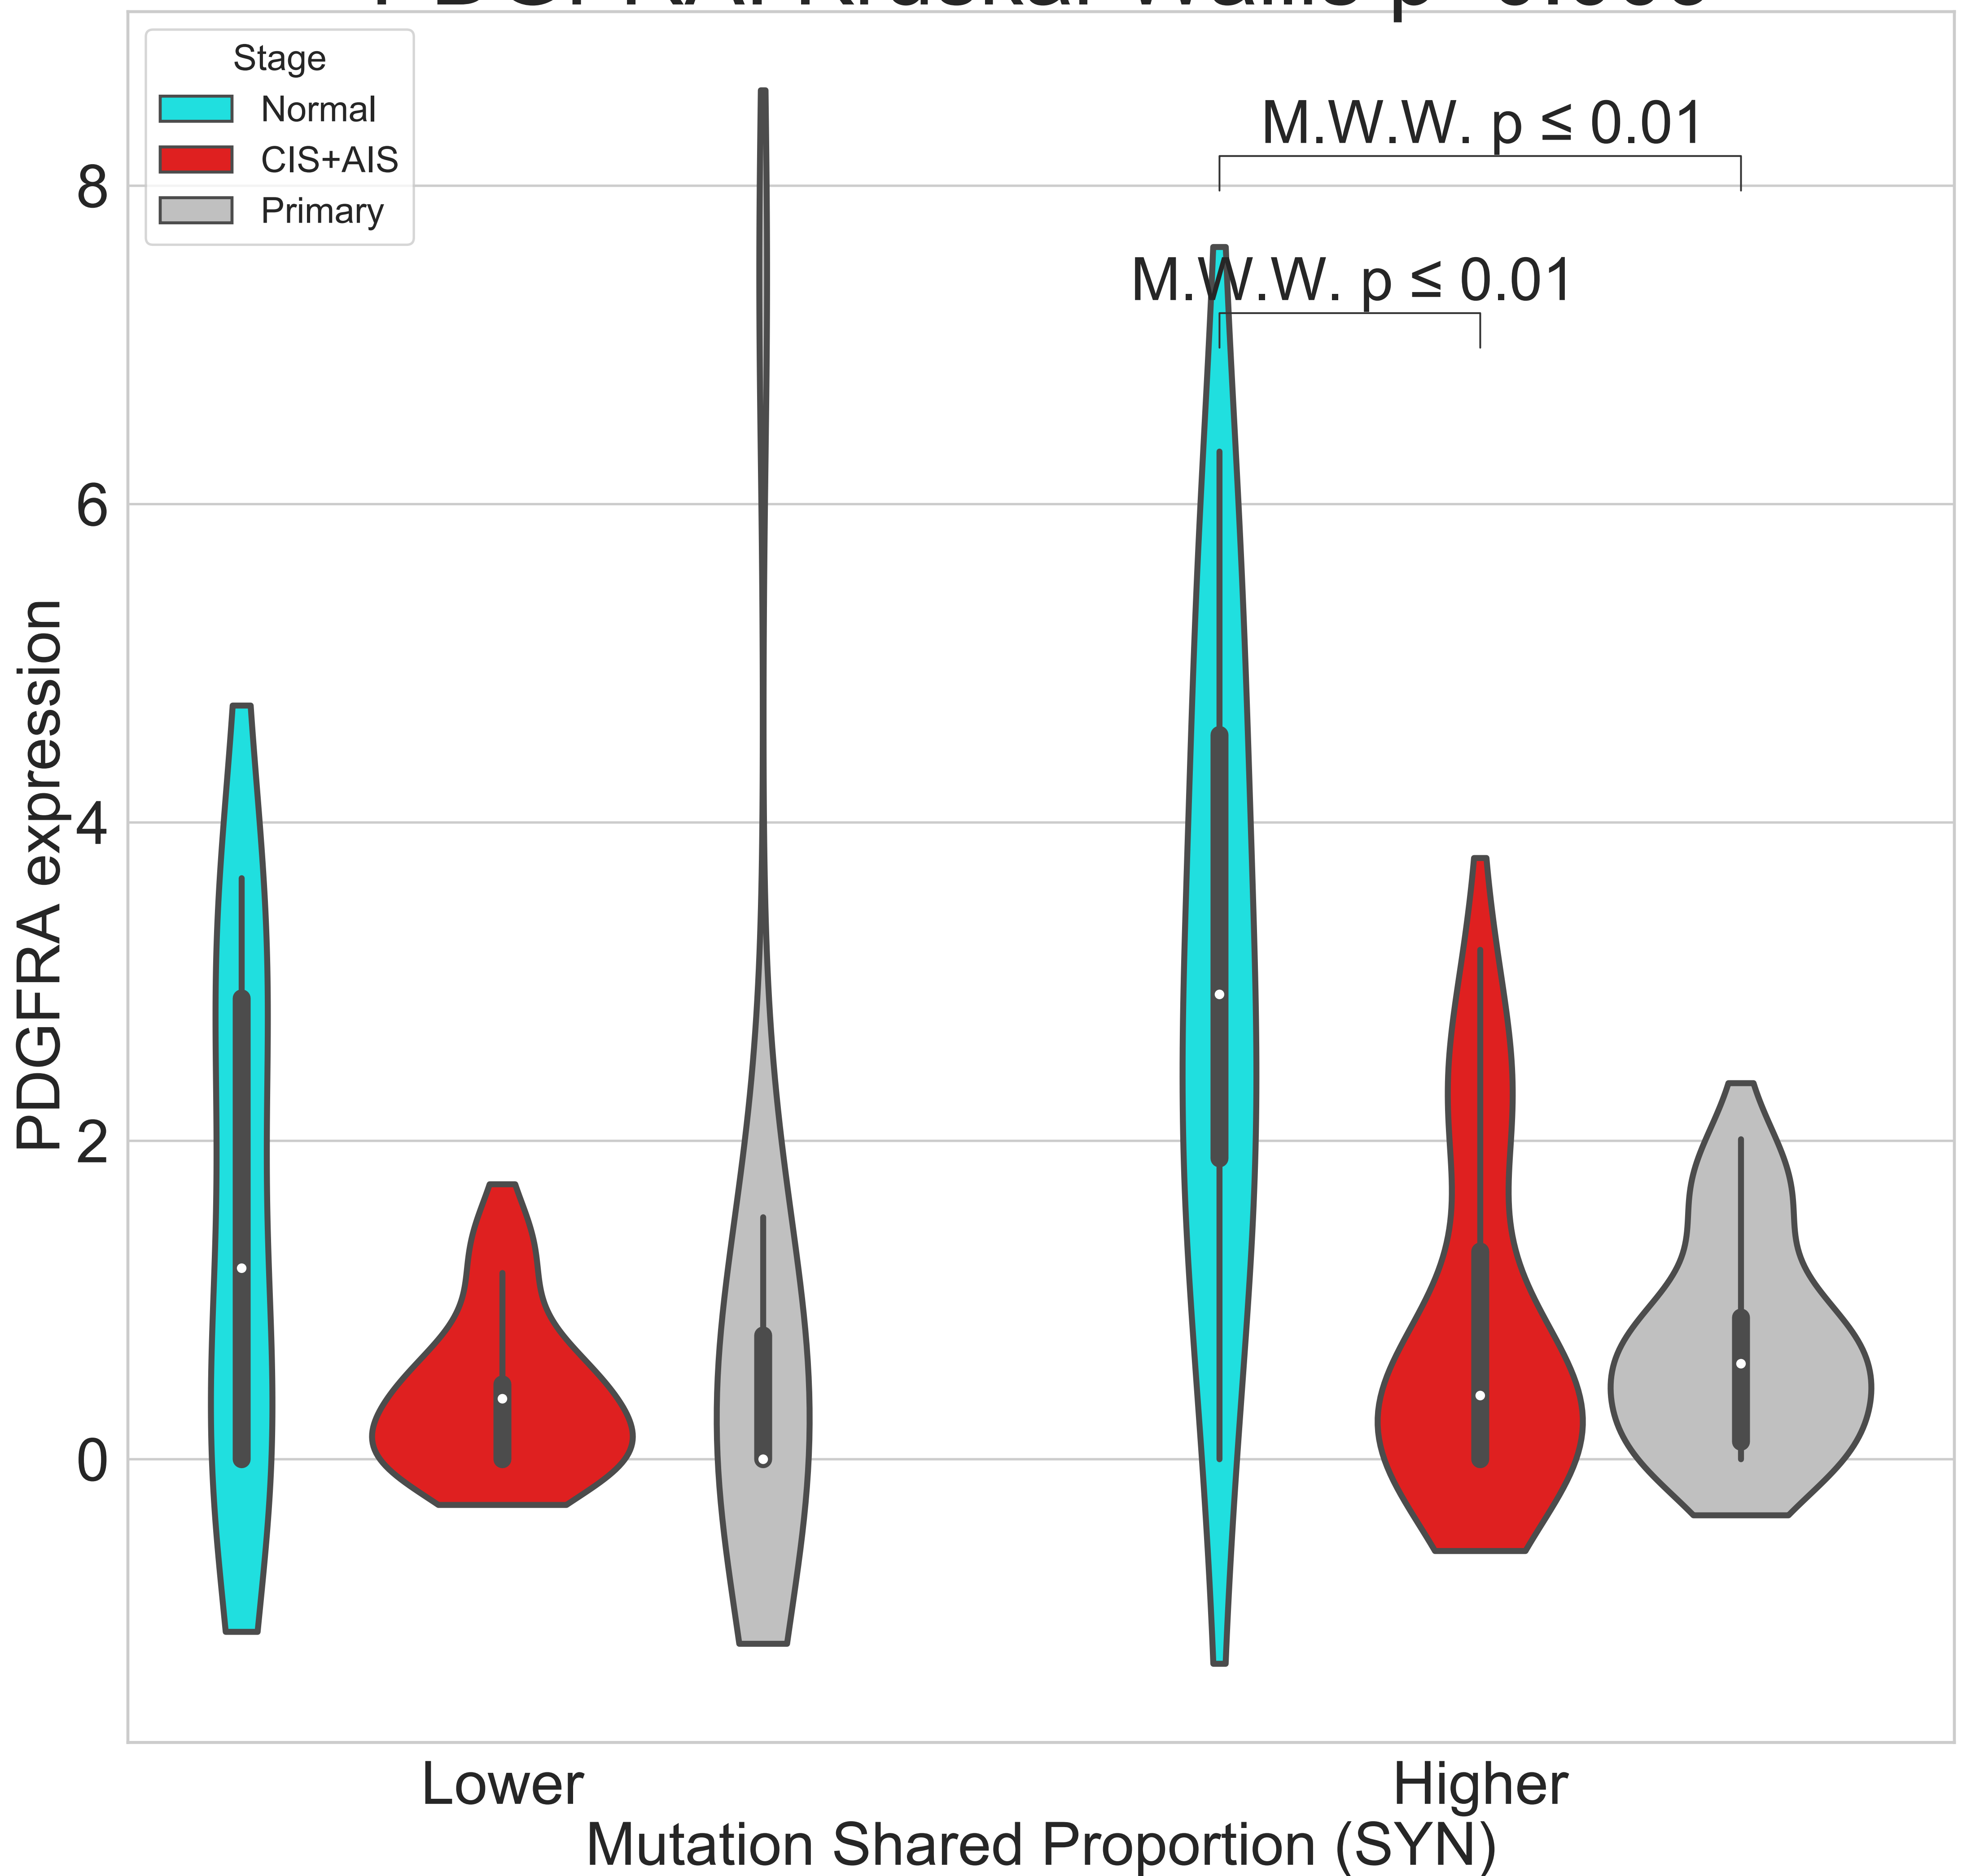 Stage
Normal
CIS+AIS
Primary
M.W.W. p ≤ 0.01
M.W.W. p ≤ 0.01
8
6
4
2
0
PDGFRA expression
Lower
Higher
Mutation Shared Proportion (SYN)